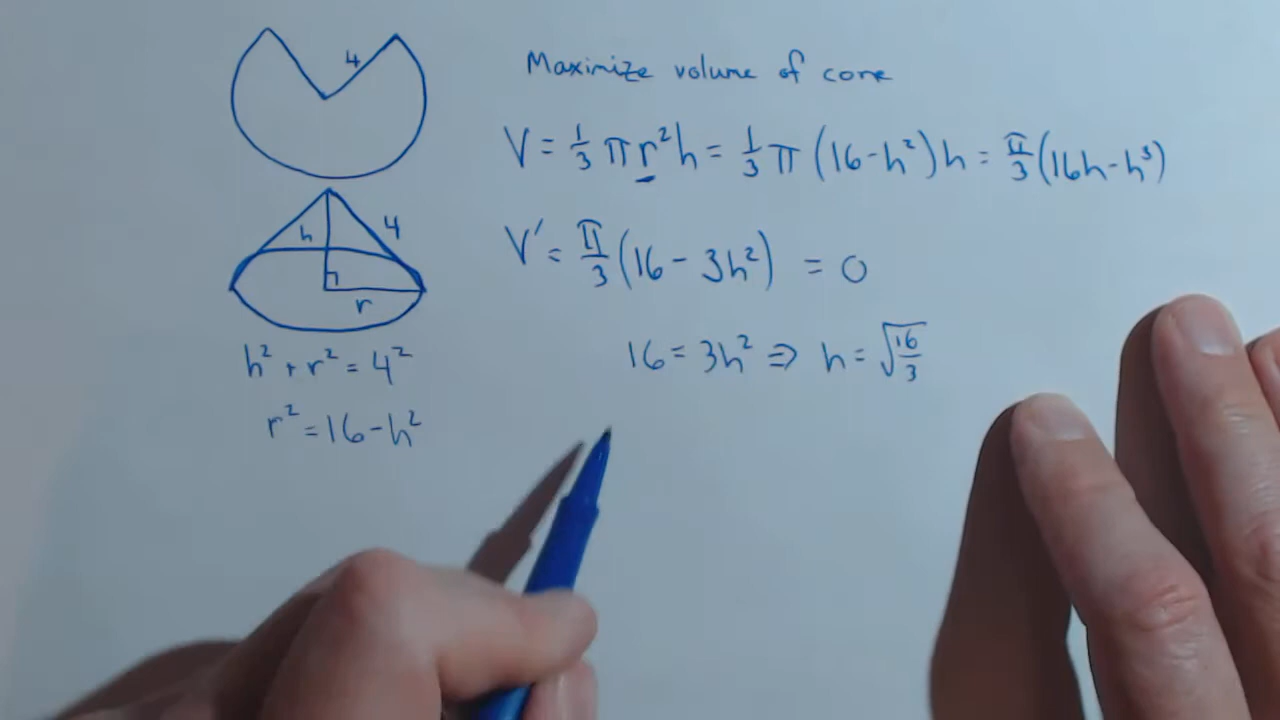 4
Maximize volume of cone
V = 1/3 π r²h = 1/3 π (16-h²)h = π/3 (16h-h³)
h 4
r
V' = π/3 (16 - 3h²) = 0
h² + r² = 4²
16 = 3h² ⇒ h = √(16/3)
r² = 16-h²